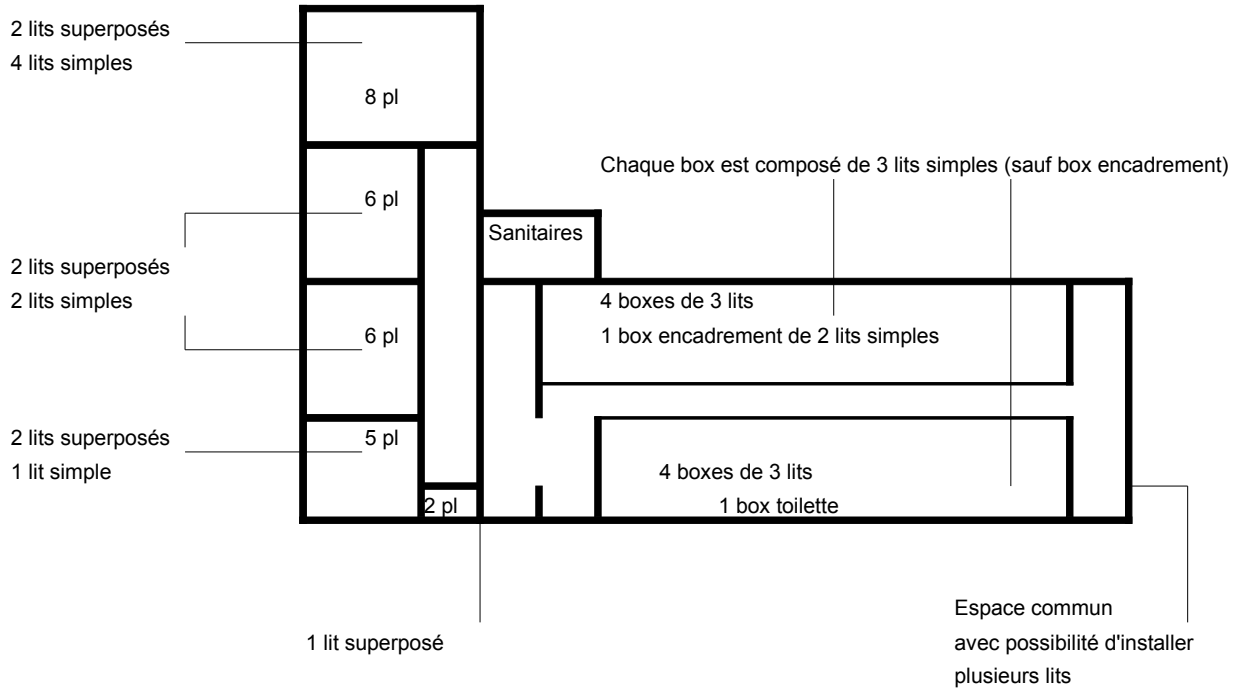 2 lits superposés
4 lits simples
8 pl
Chaque box est composé de 3 lits simples (sauf box encadrement)
6 pl
Sanitaires
2 lits superposés
2 lits simples
4 boxes de 3 lits
1 box encadrement de 2 lits simples
6 pl
2 lits superposés
1 lit simple
5 pl
4 boxes de 3 lits
1 box toilette
2 pl
1 lit superposé
Espace commun
avec possibilité d'installer
plusieurs lits